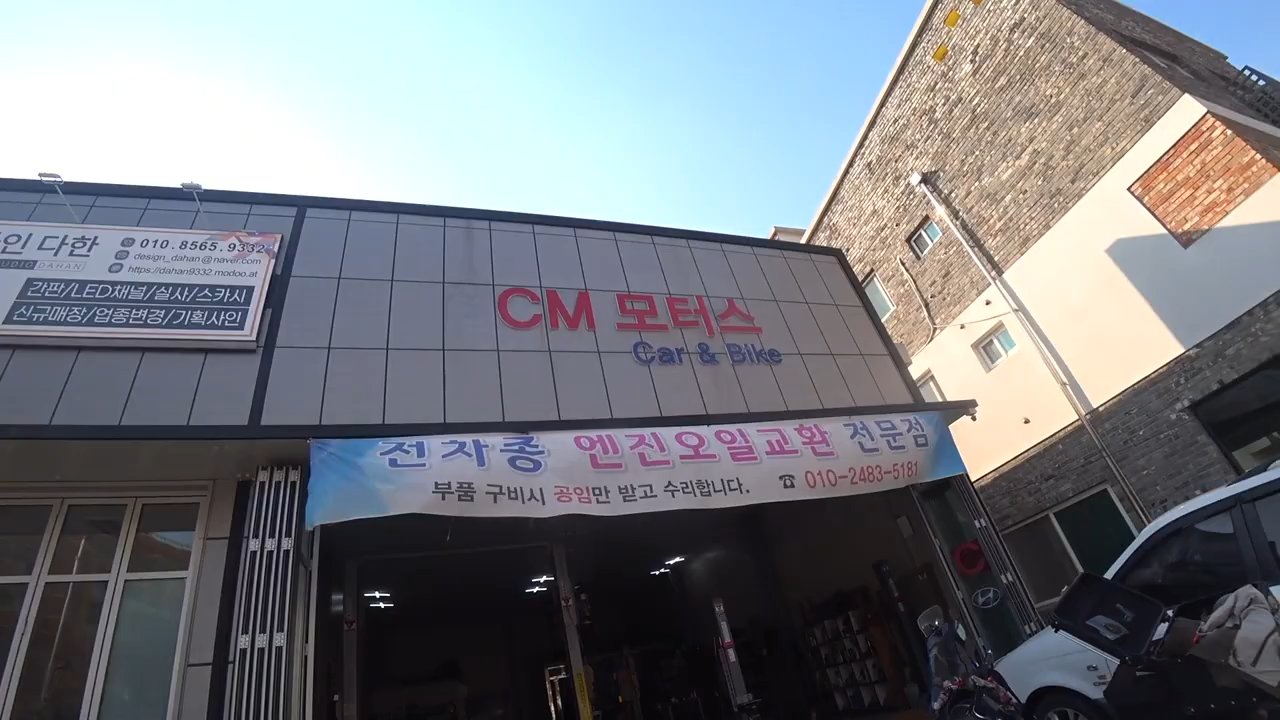 인 다한
010.8565.9332
UDIO DAHAN
design_dahan@naver.com
https://dahan9332.modoo.at
간판/LED채널/실사/스카시
신규매장/업종변경/기획사인
CM 모터스
Car & Bike
전차종 엔진오일교환 전문점
부품 구비시 공임만 받고 수리합니다. ☎ 010-2483-5181